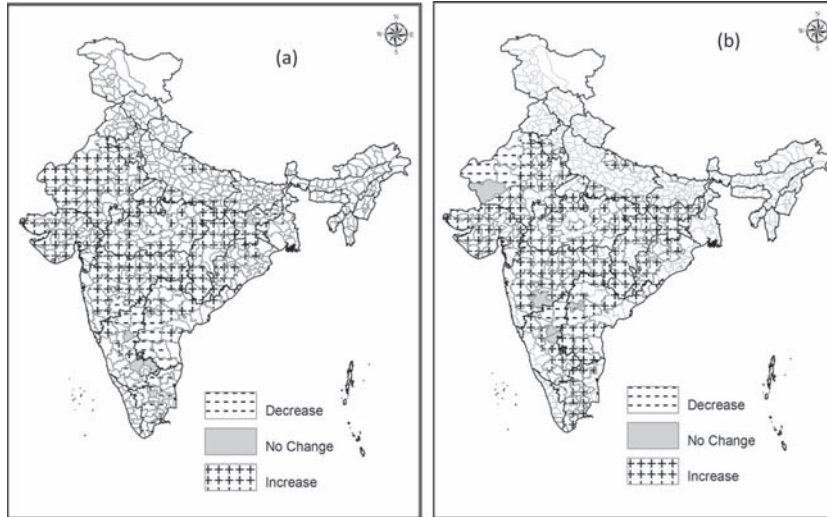 (a)
N
W E
S
Decrease
No Change
Increase
(b)
N
W E
S
Decrease
No Change
Increase